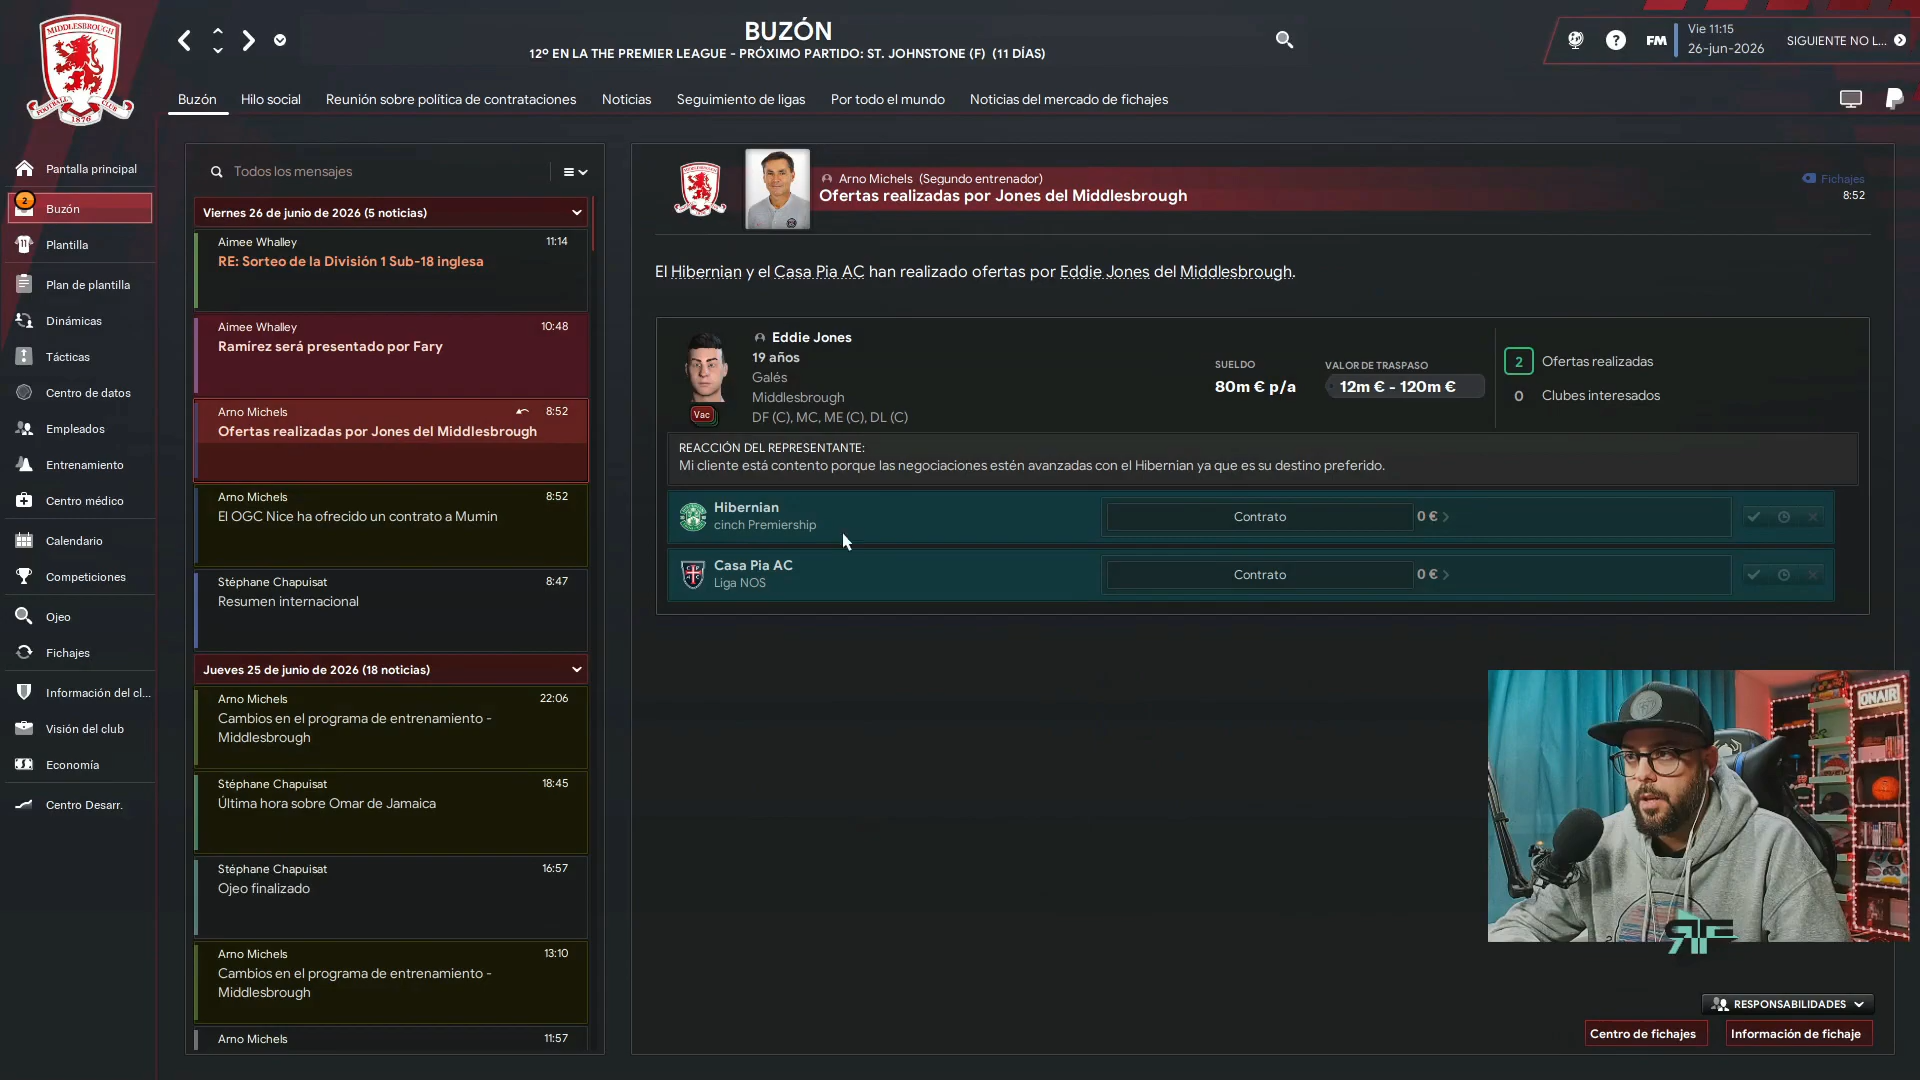 MIDDLESBROUGH
FOOTBALL CLUB
1876
BUZÓN
12º EN LA THE PREMIER LEAGUE - PRÓXIMO PARTIDO: ST. JOHNSTONE (F) (11 DÍAS)
?
FM
Vie 11:15
26-jun-2026
SIGUIENTE NO L...
Buzón
Hilo social
Reunión sobre política de contrataciones
Noticias
Seguimiento de ligas
Por todo el mundo
Noticias del mercado de fichajes
Pantalla principal
2
Buzón
11
Plantilla
Plan de plantilla
Dinámicas
Tácticas
Centro de datos
Empleados
Entrenamiento
Centro médico
Calendario
Competiciones
Ojeo
Fichajes
Información del cl...
Visión del club
Economía
Centro Desarr.
Todos los mensajes
Viernes 26 de junio de 2026 (5 noticias)
Aimee Whalley 11:14
RE: Sorteo de la División 1 Sub-18 inglesa
Aimee Whalley 10:48
Ramírez será presentado por Fary
Arno Michels 8:52
Ofertas realizadas por Jones del Middlesbrough
Arno Michels 8:52
El OGC Nice ha ofrecido un contrato a Mumin
Stéphane Chapuisat 8:47
Resumen internacional
Jueves 25 de junio de 2026 (18 noticias)
Arno Michels 22:06
Cambios en el programa de entrenamiento -
Middlesbrough
Stéphane Chapuisat 18:45
Última hora sobre Omar de Jamaica
Stéphane Chapuisat 16:57
Ojeo finalizado
Arno Michels 13:10
Cambios en el programa de entrenamiento -
Middlesbrough
Arno Michels 11:57
Arno Michels (Segundo entrenador)
Ofertas realizadas por Jones del Middlesbrough
Fichajes
8:52
El Hibernian y el Casa Pia AC han realizado ofertas por Eddie Jones del Middlesbrough.
Eddie Jones
19 años
Galés
Middlesbrough
DF (C), MC, ME (C), DL (C)
Vac
SUELDO
80m € p/a
VALOR DE TRASPASO
12m € - 120m €
2 Ofertas realizadas
0 Clubes interesados
REACCIÓN DEL REPRESENTANTE:
Mi cliente está contento porque las negociaciones estén avanzadas con el Hibernian ya que es su destino preferido.
Hibernian
cinch Premiership
Contrato 0 €
Casa Pia AC
Liga NOS
Contrato 0 €
ON AIR
RESPONSABILIDADES
Centro de fichajes
Información de fichaje